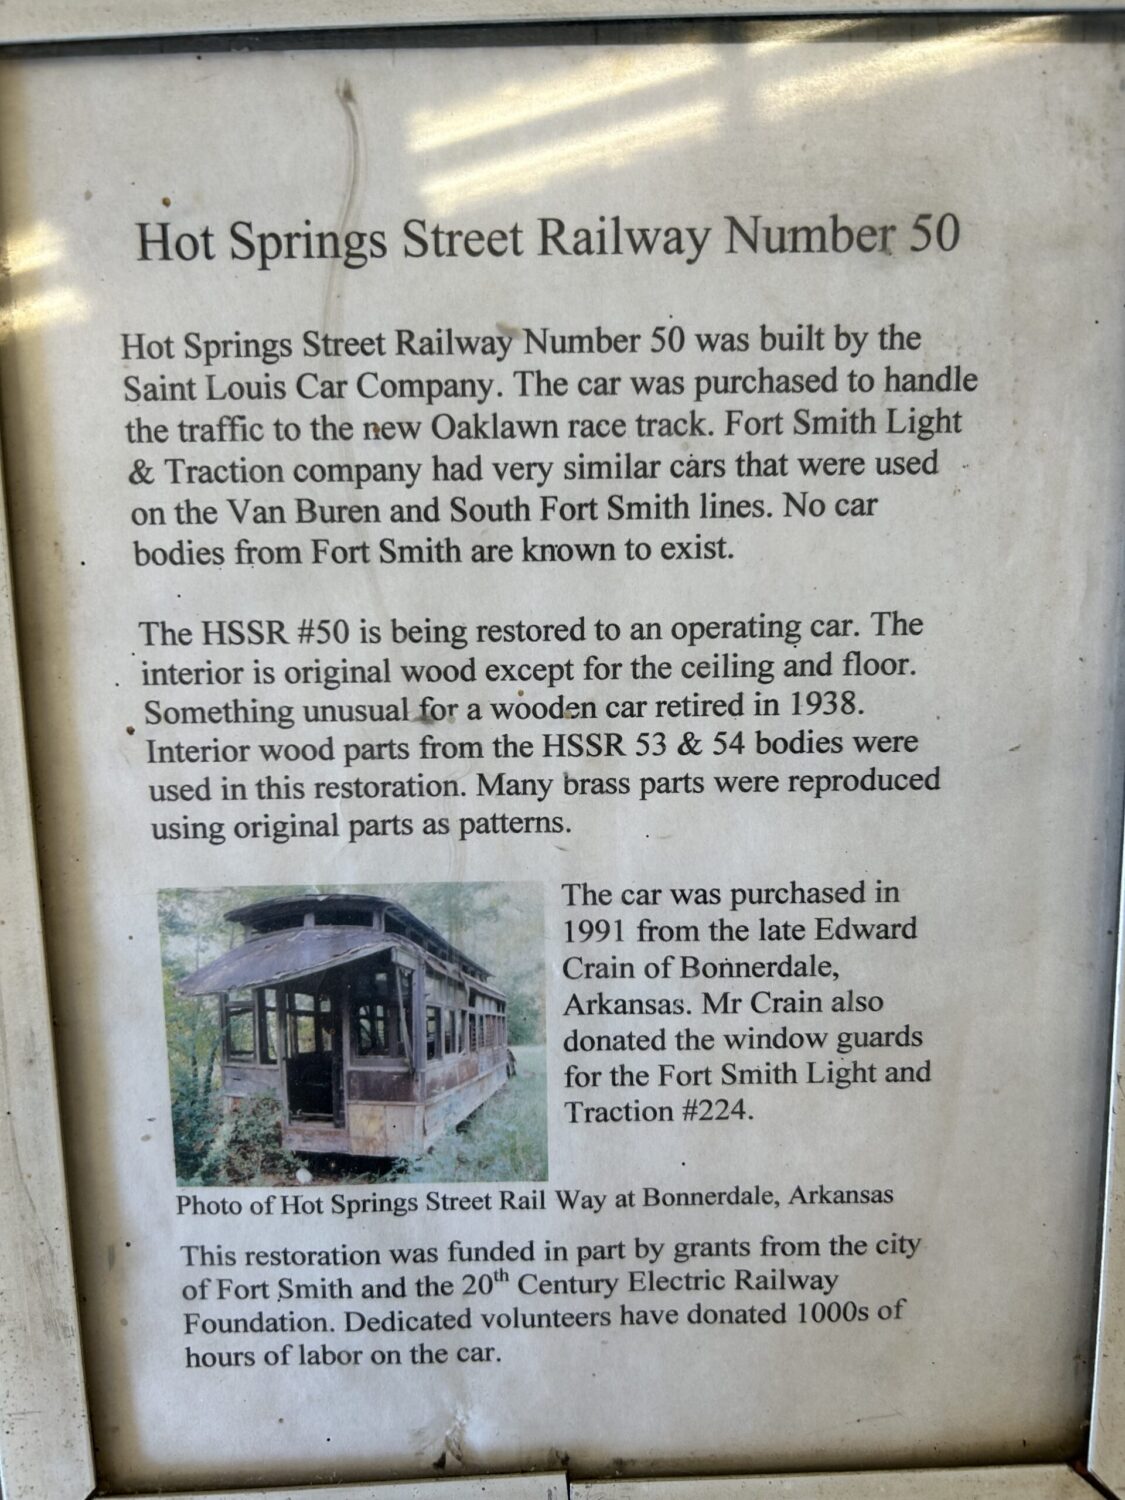 Hot Springs Street Railway Number 50
Hot Springs Street Railway Number 50 was built by the
Saint Louis Car Company. The car was purchased to handle
the traffic to the new Oaklawn race track. Fort Smith Light
& Traction company had very similar cars that were used
on the Van Buren and South Fort Smith lines. No car
bodies from Fort Smith are known to exist.
The HSSR #50 is being restored to an operating car. The
interior is original wood except for the ceiling and floor.
Something unusual for a wooden car retired in 1938.
Interior wood parts from the HSSR 53 & 54 bodies were
used in this restoration. Many brass parts were reproduced
using original parts as patterns.
The car was purchased in
1991 from the late Edward
Crain of Bonnerdale,
Arkansas. Mr Crain also
donated the window guards
for the Fort Smith Light and
Traction #224.
Photo of Hot Springs Street Rail Way at Bonnerdale, Arkansas
This restoration was funded in part by grants from the city
of Fort Smith and the 20th Century Electric Railway
Foundation. Dedicated volunteers have donated 1000s of
hours of labor on the car.